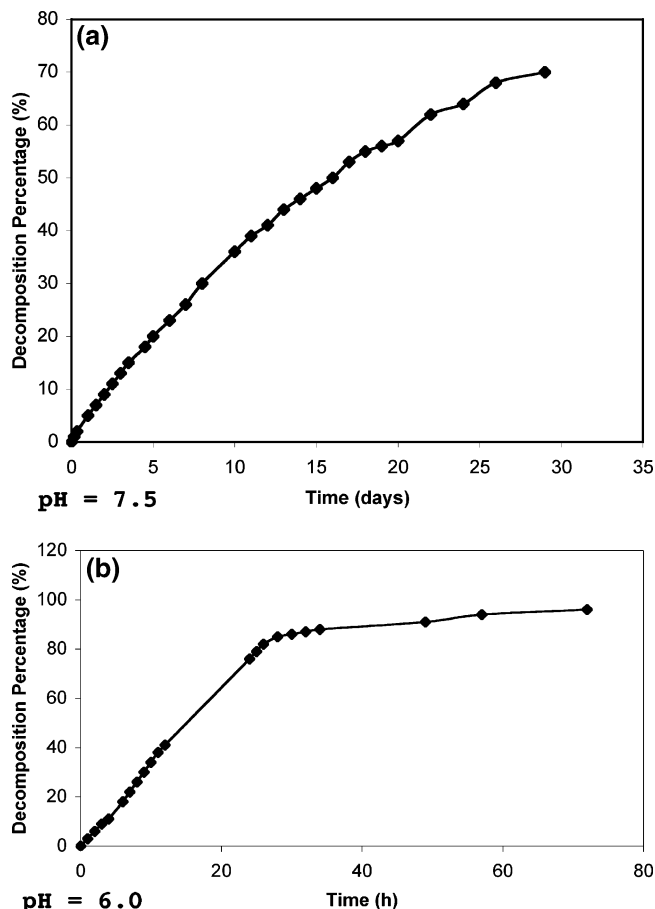 (a)
Decomposition Percentage (%)
80
70
60
50
40
30
20
10
0
0 5 10 15 20 25 30 35
Time (days)
pH = 7.5
(b)
Decomposition Percentage (%)
120
100
80
60
40
20
0
0 20 40 60 80
Time (h)
pH = 6.0